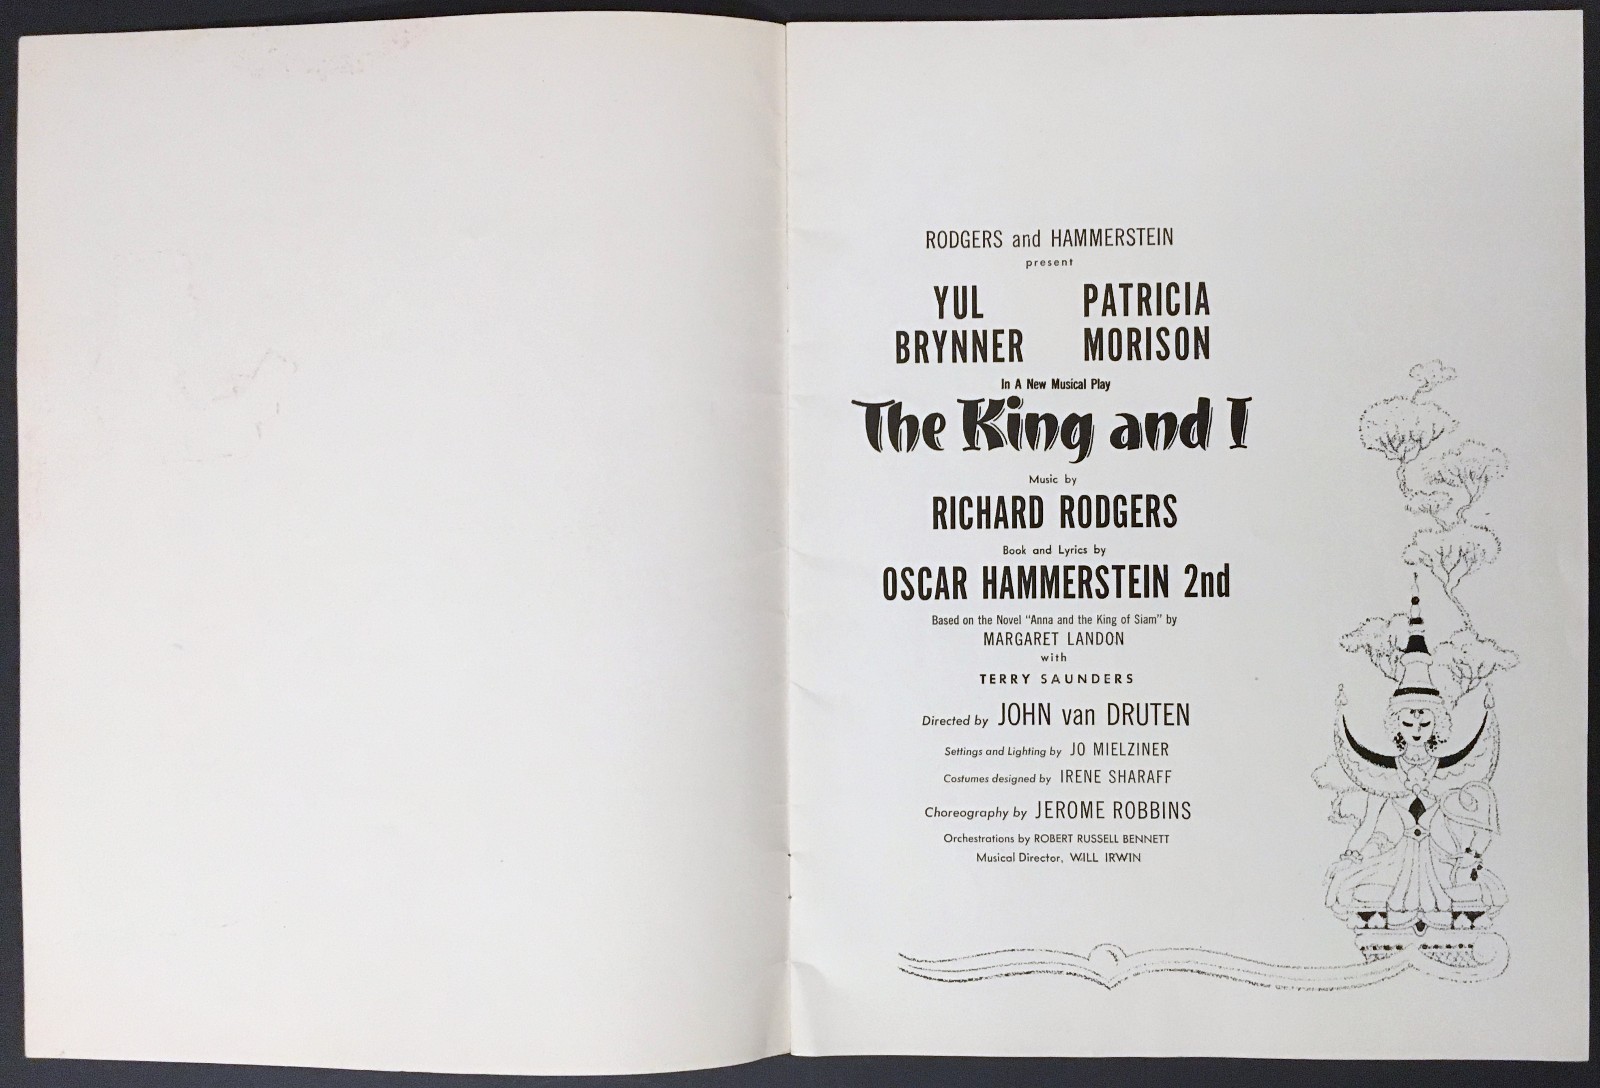 RODGERS and HAMMERSTEIN
present
YUL BRYNNER
PATRICIA MORISON
In A New Musical Play
The King and I
Music by
RICHARD RODGERS
Book and Lyrics by
OSCAR HAMMERSTEIN 2nd
Based on the Novel "Anna and the King of Siam" by
MARGARET LANDON
with
TERRY SAUNDERS
Directed by JOHN van DRUTEN
Settings and Lighting by JO MIELZINER
Costumes designed by IRENE SHARAFF
Choreography by JEROME ROBBINS
Orchestrations by ROBERT RUSSELL BENNETT
Musical Director, WILL IRWIN